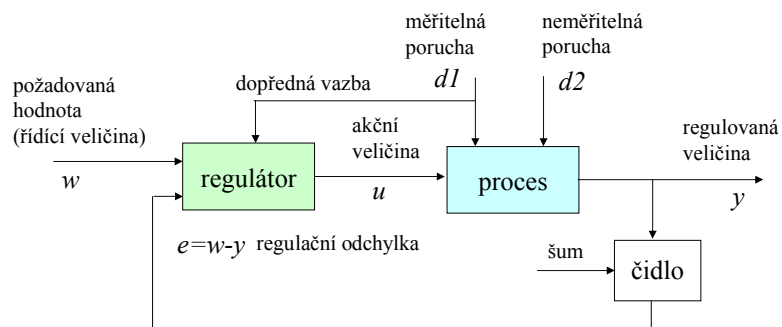 měřitelná
porucha
d1
neměřitelná
porucha
d2
dopředná vazba
požadovaná
hodnota
(řídící veličina)
w
regulátor
akční
veličina
u
proces
regulovaná
veličina
y
e=w-y regulační odchylka
šum
čidlo